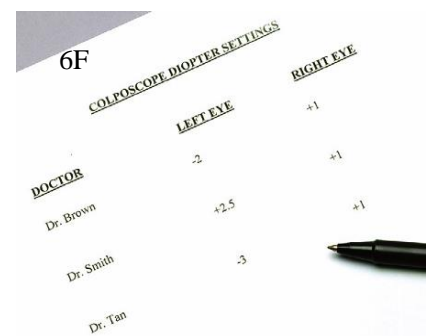 6F
COLPOSCOPE DIOPTER SETTINGS
DOCTOR LEFT EYE RIGHT EYE
Dr. Brown -2 +1
Dr. Smith +2.5 +1
Dr. Tan -3 +1